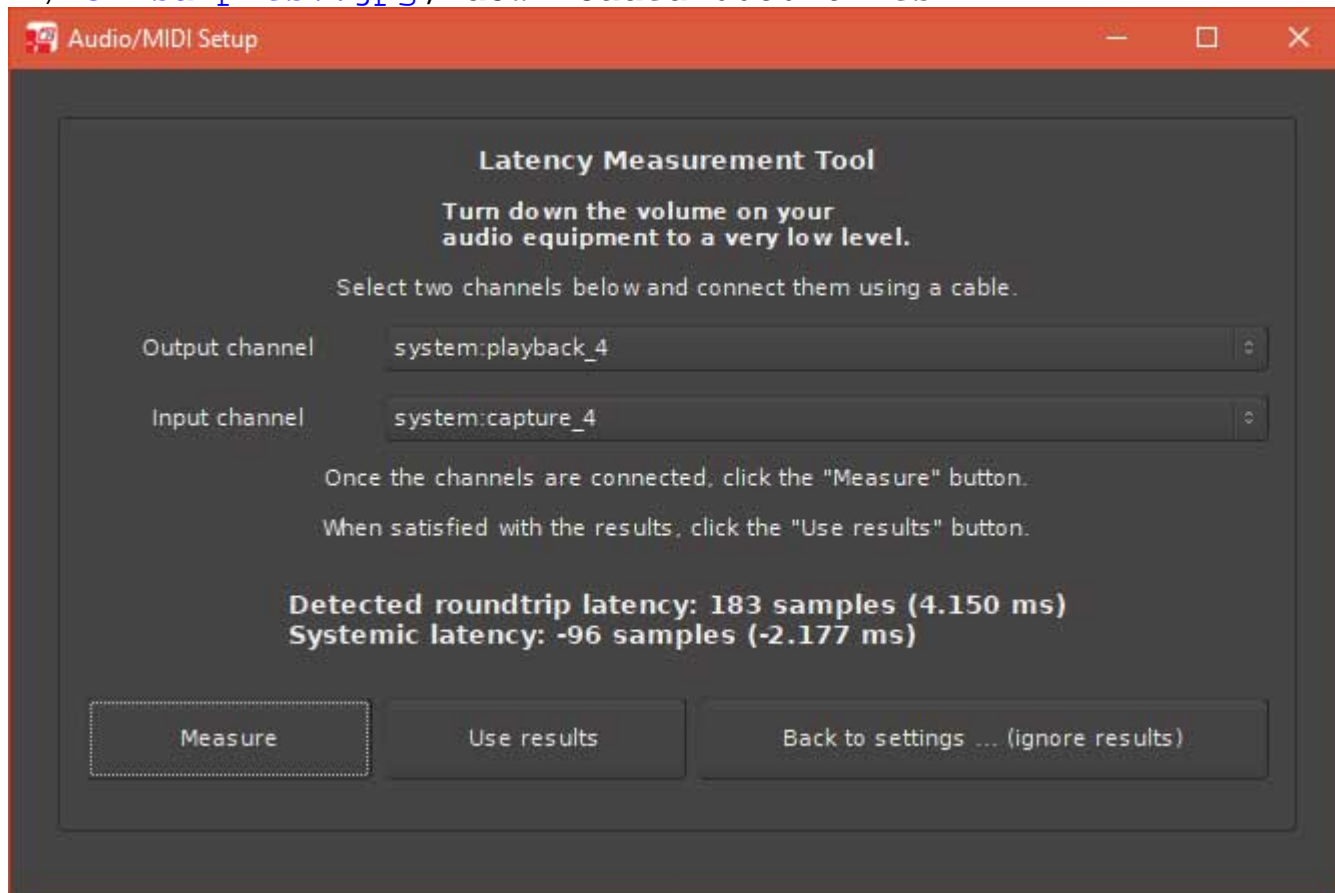 Audio/MIDI Setup
Latency Measurement Tool
Turn down the volume on your
audio equipment to a very low level.
Select two channels below and connect them using a cable.
Output channel system:playback_4
Input channel system:capture_4
Once the channels are connected, click the "Measure" button.
When satisfied with the results, click the "Use results" button.
Detected roundtrip latency: 183 samples (4.150 ms)
Systemic latency: -96 samples (-2.177 ms)
Measure Use results Back to settings ... (ignore results)